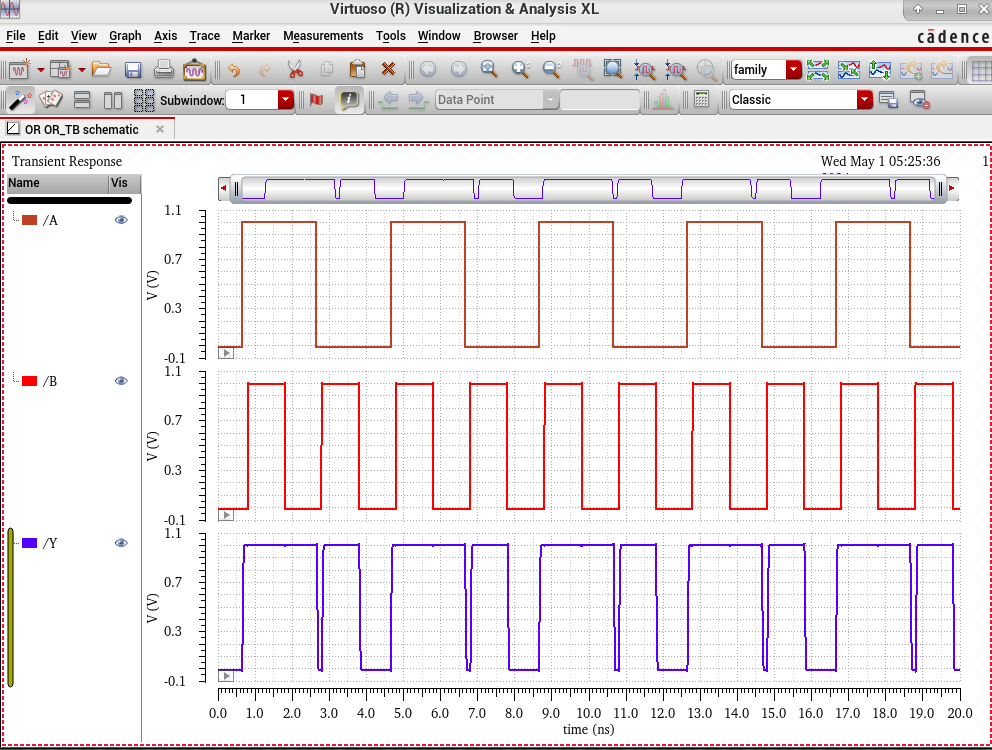 Virtuoso (R) Visualization & Analysis XL
File Edit View Graph Axis Trace Marker Measurements Tools Window Browser Help
cādence
family
Subwindow: 1
Data Point
Classic
OR OR_TB schematic
Transient Response
Wed May 1 05:25:36
1
Name Vis
/A
1.1
0.7
0.3
-0.1
V (V)
/B
1.1
0.7
0.3
-0.1
V (V)
/Y
1.1
0.7
0.3
-0.1
V (V)
0.0 1.0 2.0 3.0 4.0 5.0 6.0 7.0 8.0 9.0 10.0 11.0 12.0 13.0 14.0 15.0 16.0 17.0 18.0 19.0 20.0
time (ns)